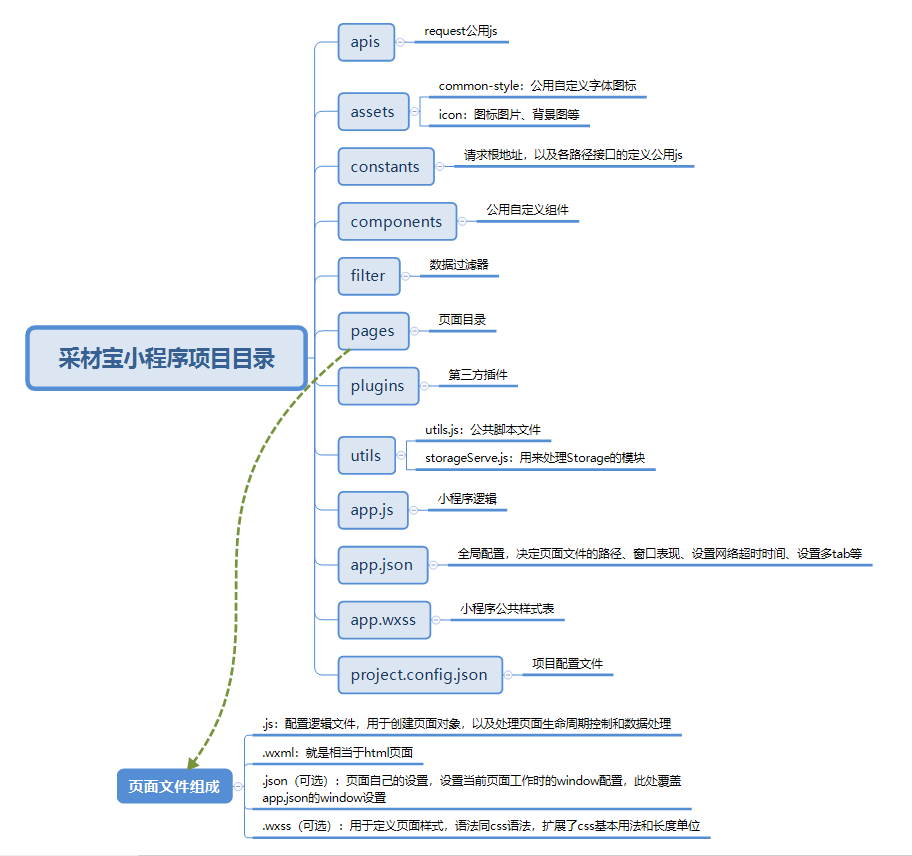 apis
request公用js
assets
common-style：公用自定义字体图标
icon：图标图片、背景图等
constants
请求根地址，以及各路径接口的定义公用js
components
公用自定义组件
filter
数据过滤器
采材宝小程序项目目录
pages
页面目录
plugins
第三方插件
utils
utils.js：公共脚本文件
storageServe.js：用来处理Storage的模块
app.js
小程序逻辑
app.json
全局配置，决定页面文件的路径、窗口表现、设置网络超时时间、设置多tab等
app.wxss
小程序公共样式表
project.config.json
项目配置文件
页面文件组成
.js：配置逻辑文件，用于创建页面对象，以及处理页面生命周期控制和数据处理
.wxml：就是相当于html页面
.json（可选）：页面自己的设置，设置当前页面工作时的window配置，此处覆盖
app.json的window设置
.wxss（可选）：用于定义页面样式，语法同css语法，扩展了css基本用法和长度单位